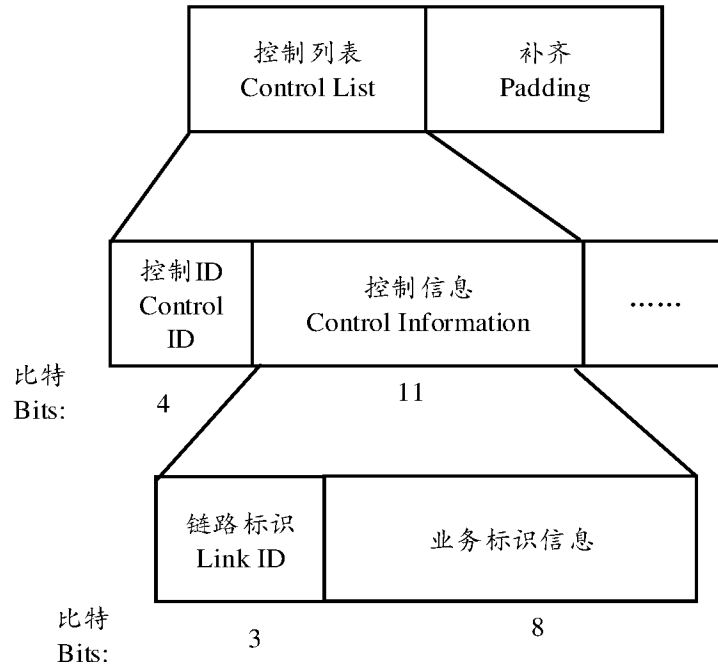 控制列表
Control List
补齐
Padding
控制ID
Control
ID
控制信息
Control Information
……
比特
Bits:
4
11
链路标识
Link ID
业务标识信息
比特
Bits:
3
8